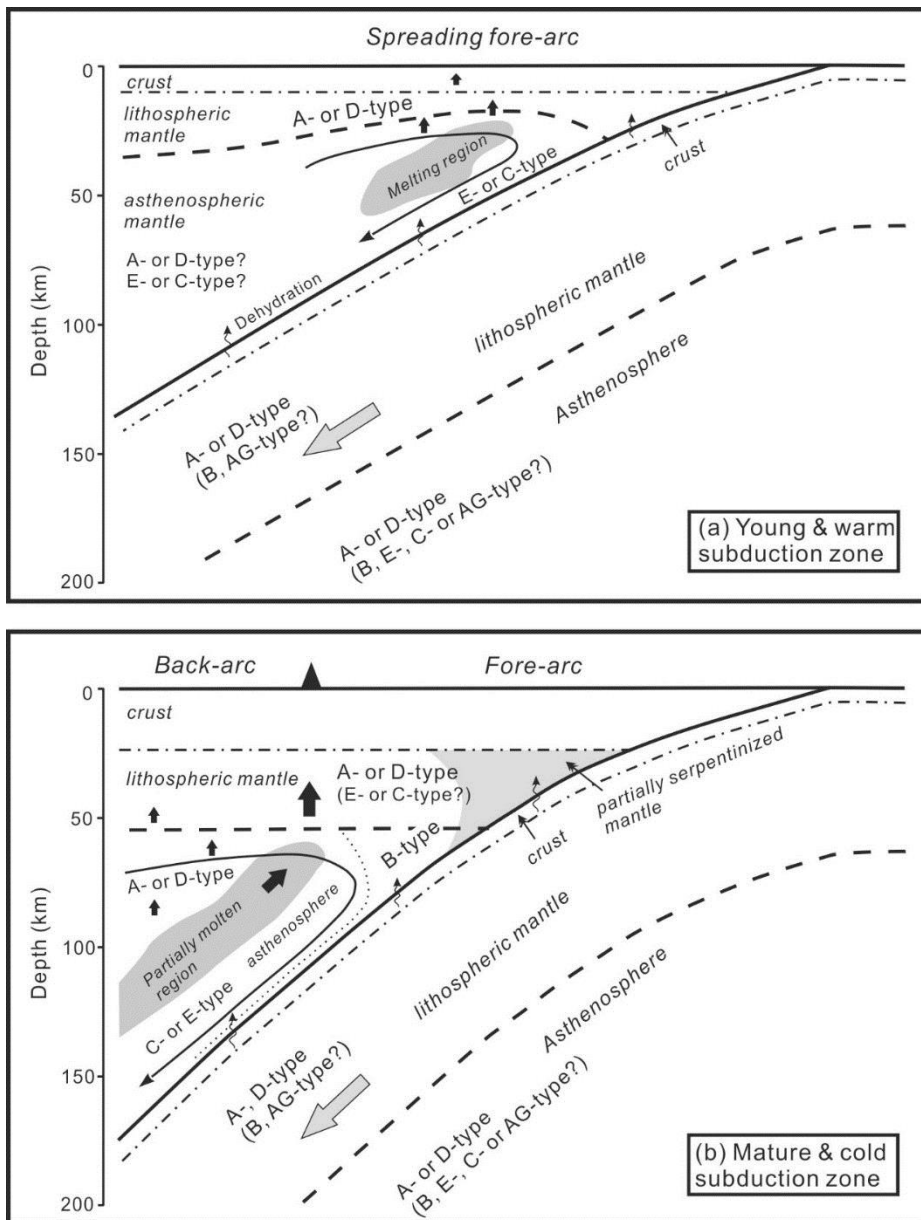 Spreading fore-arc
0
crust
lithospheric
mantle
A- or D-type
Melting region
E- or C-type
crust
50
asthenospheric
mantle
A- or D-type?
E- or C-type?
Dehydration
lithospheric mantle
100
Depth (km)
Asthenosphere
A- or D-type
(B, AG-type?)
150
A- or D-type
(B, E-, C- or AG-type?)
200
(a) Young & warm
subduction zone
Back-arc
Fore-arc
0
crust
lithospheric mantle
A- or D-type
(E- or C-type?)
partially serpentinized
mantle
50
B-type
crust
A- or D-type
Partially molten
region
asthenosphere
100
Depth (km)
lithospheric mantle
C- or E-type
Asthenosphere
150
A-, D-type
(B, AG-type?)
A- or D-type
(B, E-, C- or AG-type?)
200
(b) Mature & cold
subduction zone